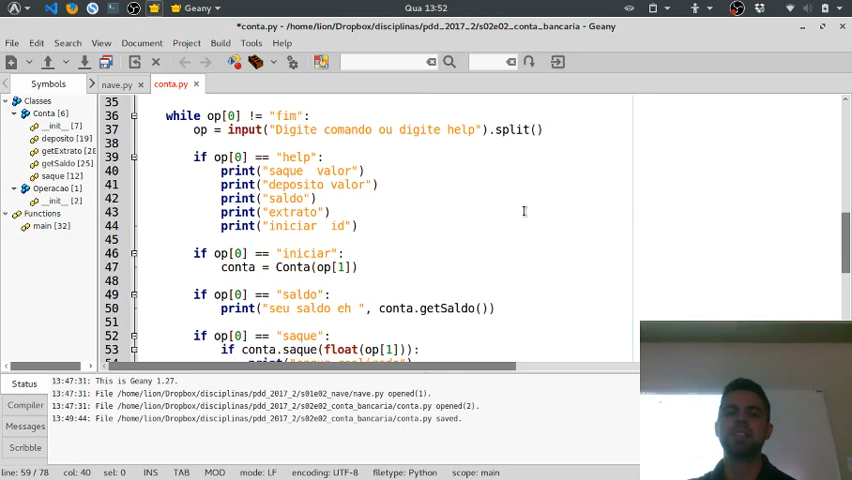 Geany
Qua 13:52
*conta.py - /home/lion/Dropbox/disciplinas/pdd_2017_2/s02e02_conta_bancaria - Geany
File Edit Search View Document Project Build Tools Help
Symbols
nave.py
conta.py
Classes
Conta [6]
__init__ [7]
deposito [19]
getExtrato [28
getSaldo [25]
saque [12]
Operacao [1]
__init__ [2]
Functions
main [32]
35
36 while op[0] != "fim":
37 op = input("Digite comando ou digite help").split()
38
39 if op[0] == "help":
40 print("saque  valor")
41 print("deposito valor")
42 print("saldo")
43 print("extrato")
44 print("iniciar  id")
45
46 if op[0] == "iniciar":
47 conta = Conta(op[1])
48
49 if op[0] == "saldo":
50 print("seu saldo eh ", conta.getSaldo())
51
52 if op[0] == "saque":
53 if conta.saque(float(op[1])):
Status
Compiler
Messages
Scribble
13:47:31: This is Geany 1.27.
13:47:31: File /home/lion/Dropbox/disciplinas/pdd_2017_2/s01e02_nave/nave.py opened(1).
13:47:31: File /home/lion/Dropbox/disciplinas/pdd_2017_2/s02e02_conta_bancaria/conta.py opened(2).
13:49:44: File /home/lion/Dropbox/disciplinas/pdd_2017_2/s02e02_conta_bancaria/conta.py saved.
line: 59 / 78 col: 40 sel: 0 INS TAB MOD mode: LF encoding: UTF-8 filetype: Python scope: main